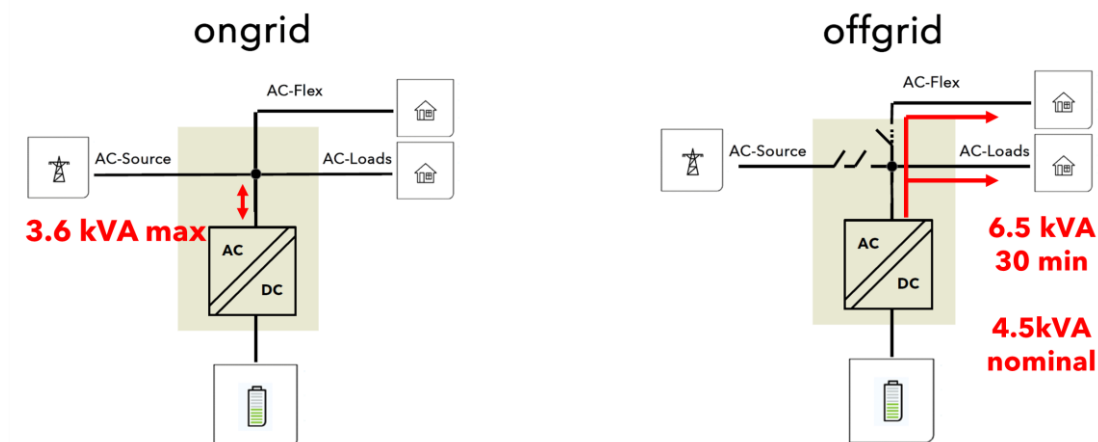 ongrid
AC-Flex
AC-Source
AC-Loads
3.6 kVA max
AC
DC
offgrid
AC-Flex
AC-Source
AC-Loads
AC
DC
6.5 kVA
30 min
4.5kVA
nominal